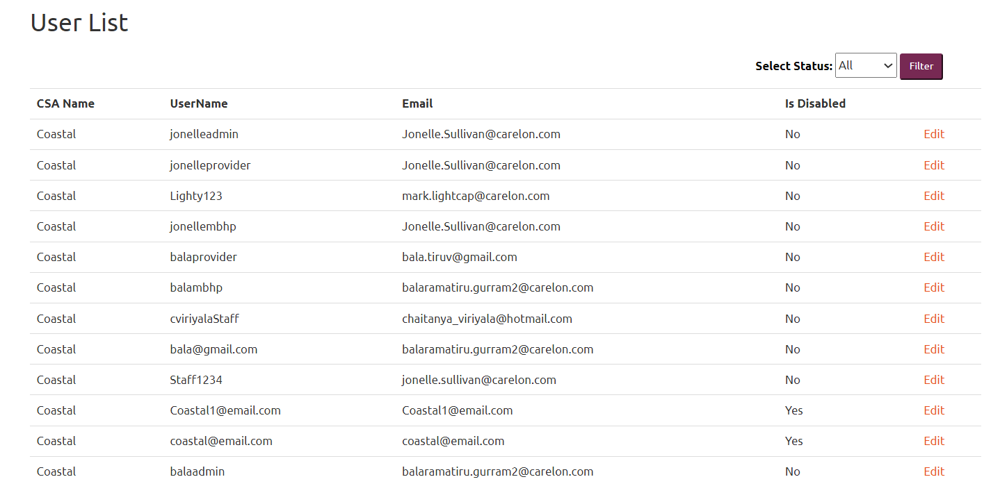 User List
Select Status: All Filter
CSA Name UserName Email Is Disabled
Coastal jonelleadmin Jonelle.Sullivan@carelon.com No Edit
Coastal jonelleprovider Jonelle.Sullivan@carelon.com No Edit
Coastal Lighty123 mark.lightcap@carelon.com No Edit
Coastal jonellembhp Jonelle.Sullivan@carelon.com No Edit
Coastal balaprovider bala.tiruv@gmail.com No Edit
Coastal balambhp balaramatiru.gurram2@carelon.com No Edit
Coastal cviriyalaStaff chaitanya_viriyala@hotmail.com No Edit
Coastal bala@gmail.com balaramatiru.gurram2@carelon.com No Edit
Coastal Staff1234 jonelle.sullivan@carelon.com No Edit
Coastal Coastal1@email.com Coastal1@email.com Yes Edit
Coastal coastal@email.com coastal@email.com Yes Edit
Coastal balaadmin balaramatiru.gurram2@carelon.com No Edit